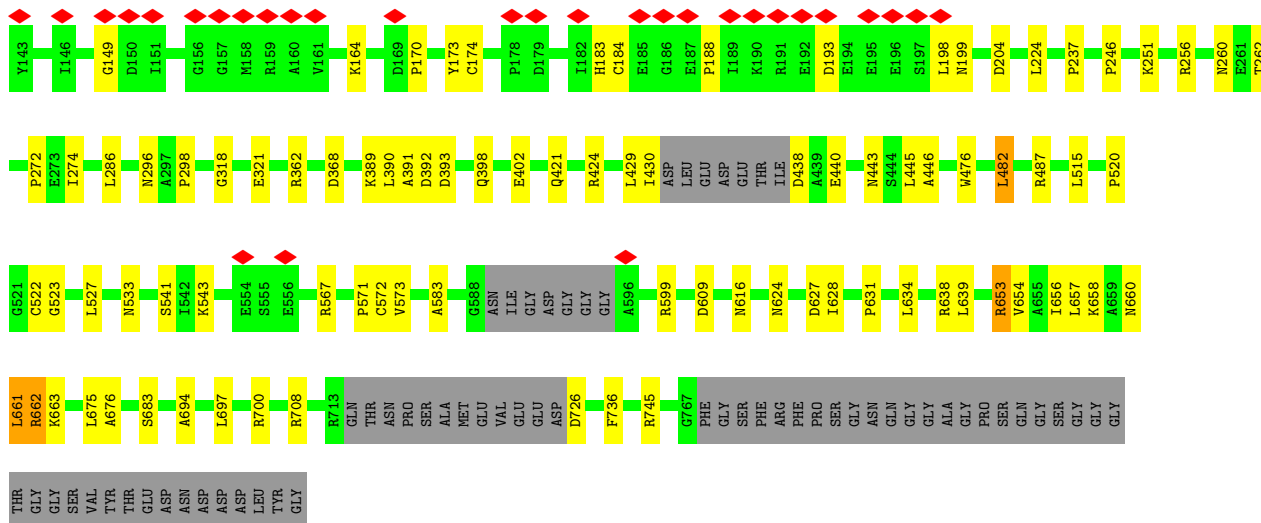 Y143 I146 G149 D150 I151 G156 G157 M158 R159 A160 V161 K164 D169 P170 Y173 C174 P178 D179 I182 H183 C184 E185 G186 E187 P188 I189 K190 R191 E192 D193 E194 E195 E196 S197 L198 N199 D204 L224 P237 P246 K251 R256 N260 E261 T262
P272 E273 I274 L286 N296 A297 P298 G318 E321 R362 D368 K389 L390 A391 D392 D393 Q398 E402 Q421 R424 L429 I430 ASP LEU GLU ASP GLU THR ILE D438 A439 E440 N443 S444 L445 A446 W476 L482 R487 L515 P520
G521 C522 G523 L527 N533 S541 I542 K543 E554 S555 E556 R567 P571 C572 V573 A583 G588 ASN ILE GLY ASP GLY GLY GLY A596 R599 D609 N616 N624 D627 I628 P631 L634 R638 L639 R653 V654 A655 I656 L657 K658 A659 N660
L661 R662 K663 L675 A676 S683 A694 L697 R700 R708 R713 GLN THR ASN PRO SER ALA MET GLU VAL GLU GLU ASP D726 F736 R745 G767 PHE GLY SER PHE ARG PHE PRO SER GLY ASN GLN GLY GLY ALA GLY PRO SER GLN GLY SER GLY GLY GLY
THR GLY GLY SER VAL TYR THR GLU ASP ASN ASP ASP ASP LEU TYR GLY